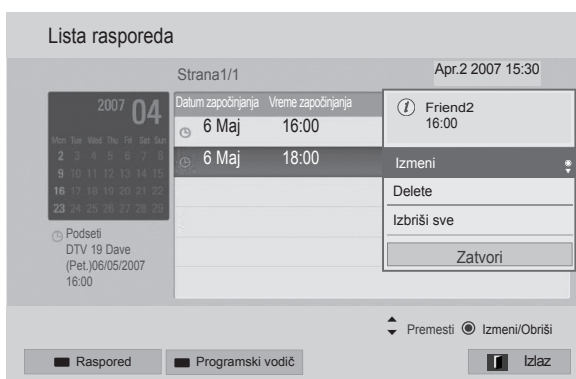 Lista rasporeda
Strana1/1
Apr.2 2007 15:30
2007 04
Mon Tue Wed Thu Fri Sat Sun
2 3 4 5 6 7 8
9 10 11 12 13 14 15
16 17 18 19 20 21 22
23 24 25 26 27 28 29
Podseti
DTV 19 Dave
(Pet.)06/05/2007
16:00
Datum započinjanja Vreme započinjanja
6 Maj 16:00
6 Maj 18:00
Friend2
16:00
Izmeni
Delete
Izbriši sve
Zatvori
Premesti Izmeni/Obriši
Raspored Programski vodič Izlaz